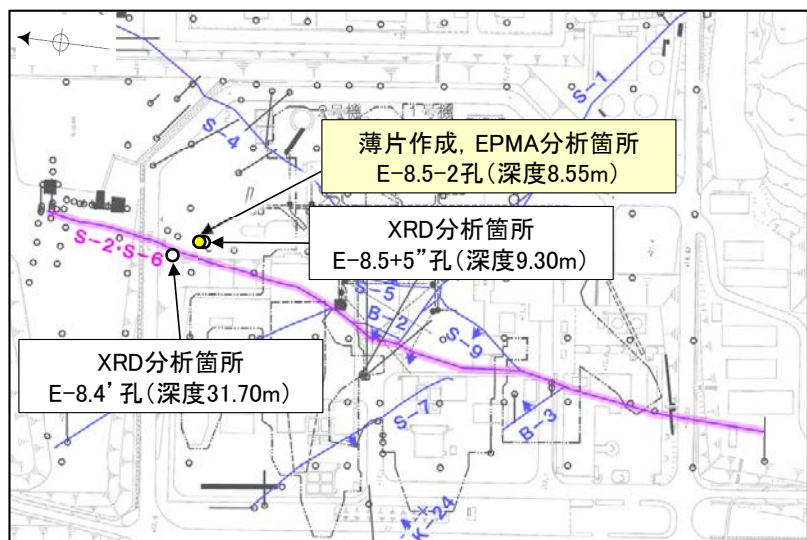 S-1
S-4
1号機
薄片作成, EPMA分析箇所
E-8.5-2孔(深度8.55m)
XRD分析箇所
E-8.5+5”孔(深度9.30m)
S-2・S-6
S-5
B-2
S-9
XRD分析箇所
E-8.4’孔(深度31.70m)
S-7
B-3
K-24